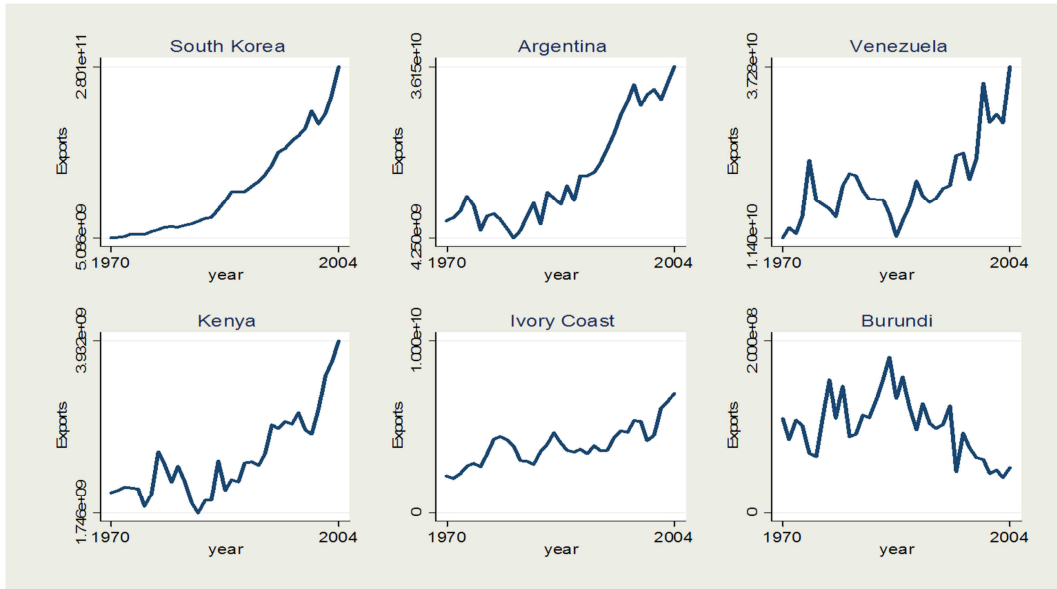 South Korea
2.801e+11
Exports
5.096e+09
1970
2004
year
Argentina
3.615e+10
Exports
4.250e+09
1970
2004
year
Venezuela
3.728e+10
Exports
1.140e+10
1970
2004
year
Kenya
3.932e+09
Exports
1.746e+09
1970
2004
year
Ivory Coast
1.000e+10
Exports
0
1970
2004
year
Burundi
2.000e+08
Exports
0
1970
2004
year